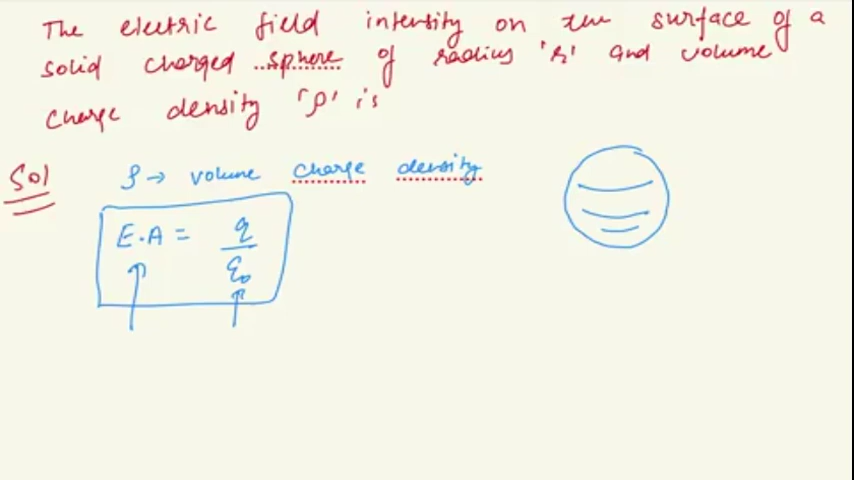 The electric field intensity on the surface of a
solid charged sphere of radius 'r' and volume
charge density 'ρ' is
Sol
ρ → volume charge density
E.A = q/ε₀